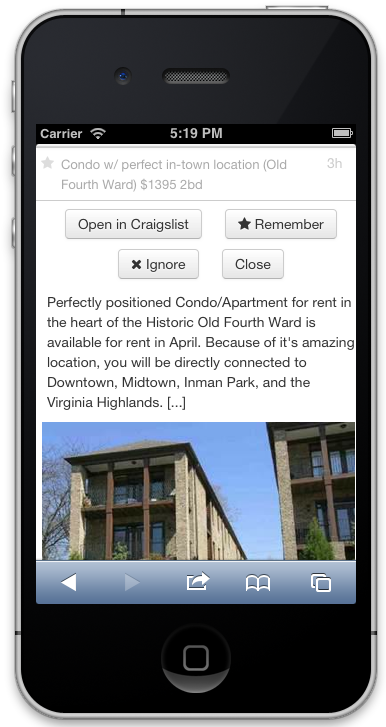 Carrier 5:19 PM
Condo w/ perfect in-town location (Old 3h
Fourth Ward) $1395 2bd
Open in Craigslist Remember
Ignore Close
Perfectly positioned Condo/Apartment for rent in
the heart of the Historic Old Fourth Ward is
available for rent in April. Because of it's amazing
location, you will be directly connected to
Downtown, Midtown, Inman Park, and the
Virginia Highlands. [...]